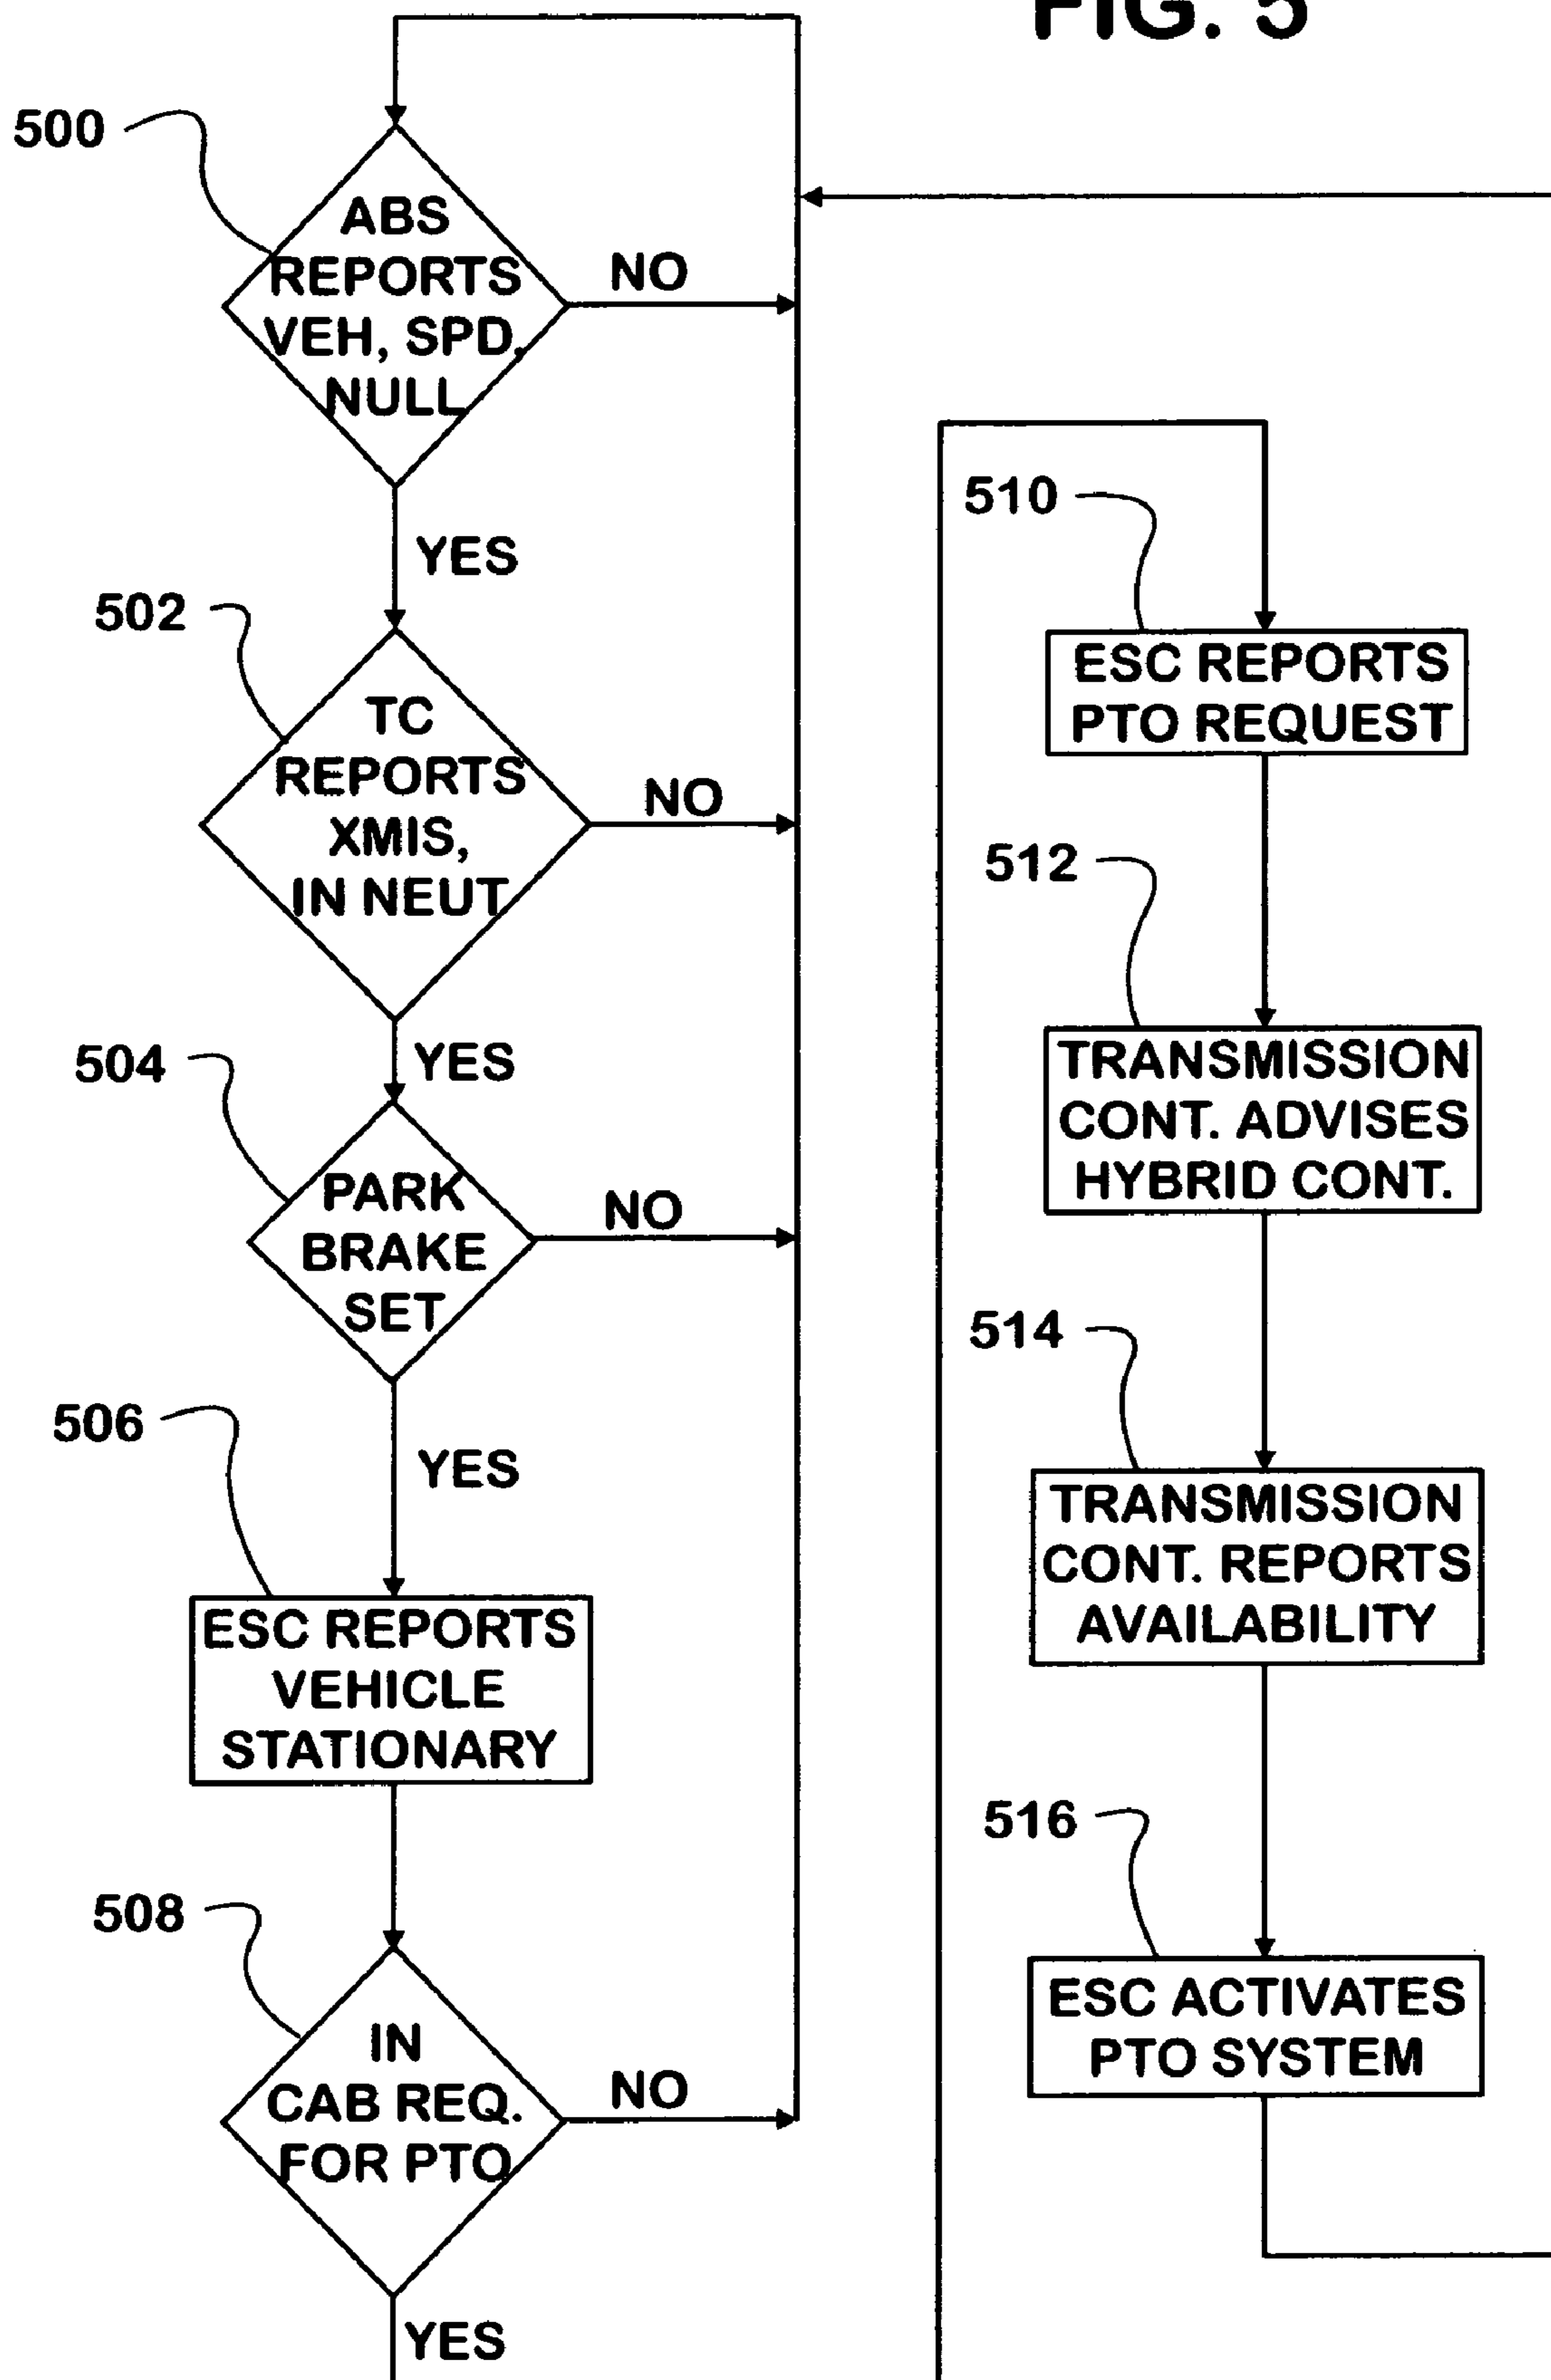 FIG. 5
500
ABS
REPORTS
VEH, SPD,
NULL
NO
YES
502
TC
REPORTS
XMIS,
IN NEUT
NO
YES
504
PARK
BRAKE
SET
NO
YES
506
ESC REPORTS
VEHICLE
STATIONARY
508
IN
CAB REQ.
FOR PTO
NO
YES
510
ESC REPORTS
PTO REQUEST
512
TRANSMISSION
CONT. ADVISES
HYBRID CONT.
514
TRANSMISSION
CONT. REPORTS
AVAILABILITY
516
ESC ACTIVATES
PTO SYSTEM